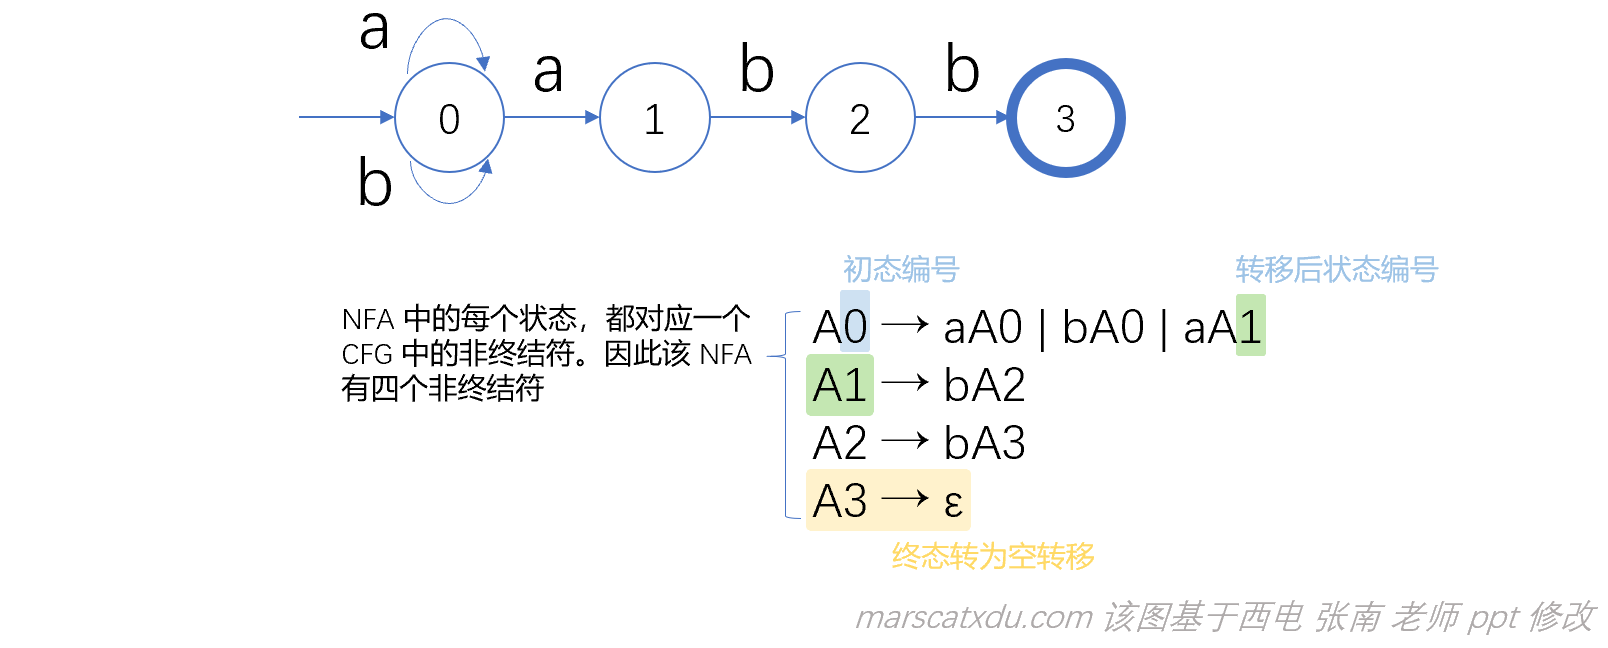 a
a
b
b
0
1
2
3
b
初态编号
转移后状态编号
NFA 中的每个状态，都对应一个
CFG 中的非终结符。因此该 NFA
有四个非终结符
A0 → aA0 | bA0 | aA1
A1 → bA2
A2 → bA3
A3 → ε
终态转为空转移
marscatxdu.com 该图基于西电 张南 老师 ppt 修改